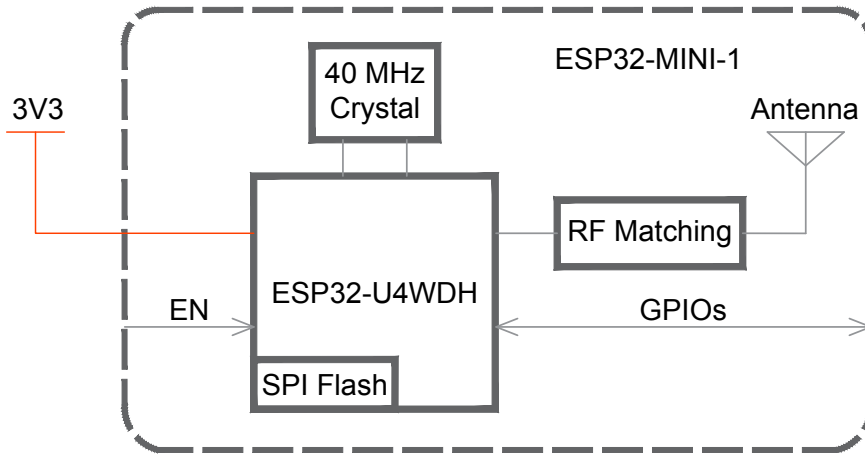 ESP32-MINI-1
40 MHz
Crystal
3V3
Antenna
RF Matching
ESP32-U4WDH
EN
GPIOs
SPI Flash